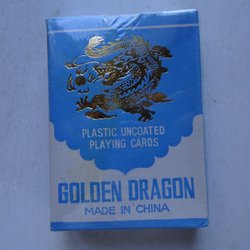 PLASTIC UNCOATED
PLAYING CARDS
GOLDEN DRAGON
MADE IN CHINA